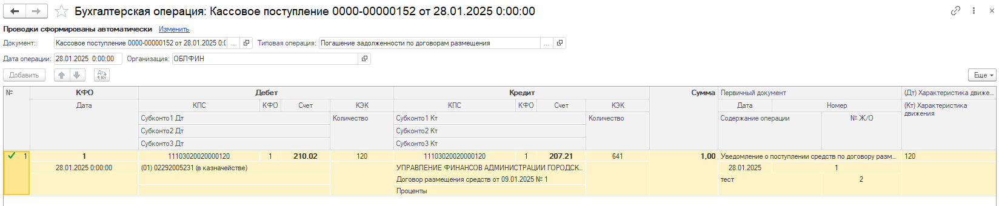 Бухгалтерская операция: Кассовое поступление 0000-00000152 от 28.01.2025 0:00:00
Проводки сформированы автоматически Изменить
Документ: Кассовое поступление 0000-00000152 от 28.01.2025 0:0 ... Типовая операция: Погашение задолженности по договорам размещения ...
Дата операции: 28.01.2025 0:00:00 Организация: ОБЛФИН
Добавить Дт Кт Еще
№ КФО Дебет Кредит Сумма Первичный документ (Дт) Характеристика движе...
Дата КПС КФО Счет КЭК КПС КФО Счет КЭК Дата Номер (Кт) Характеристика движения
Субконто1 Дт Количество Субконто1 Кт Количество Содержание операции № Ж/О
Субконто2 Дт Субконто2 Кт
Субконто3 Дт Субконто3 Кт
1 1 11103020020000120 1 210.02 120 11103020020000120 1 207.21 641 1,00 Уведомление о поступлении средств по договору разм... 120
28.01.2025 0:00:00 (01) 02292005231 (в казначействе) УПРАВЛЕНИЕ ФИНАНСОВ АДМИНИСТРАЦИИ ГОРОДСК... 28.01.2025 1
Договор размещения средств от 09.01.2025 № 1 тест 2
Проценты